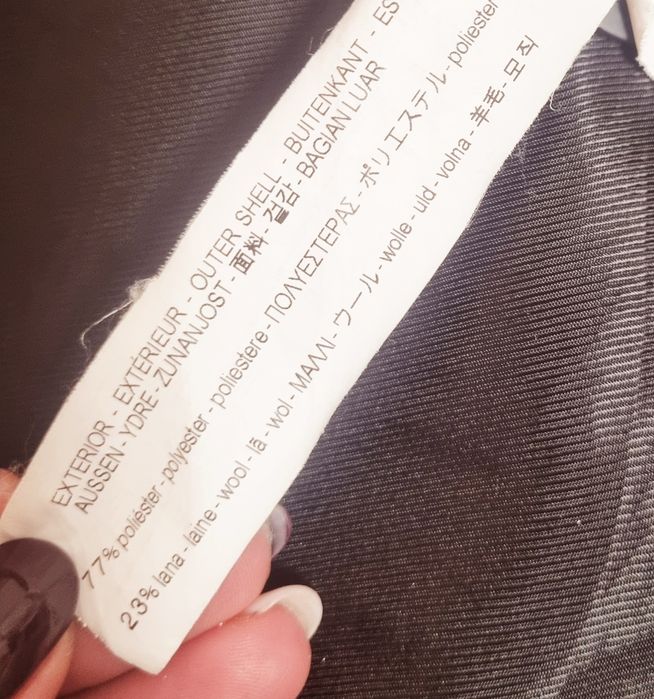 EXTERIOR - EXTÉRIEUR - OUTER SHELL - BUITENKANT - ES
AUSSEN - YDRE - ZUNANJOST - 面料 - 겉감 - BAGIAN LUAR
77% poliéster - polyester - poliestere - ΠΟΛΥΕΣΤΕΡΑΣ - ポリエステル - poliester
23% lana - laine - wool - lã - wol - ΜΑΛΛΙ - ウール - wolle - uld - volna - 羊毛 - 모직